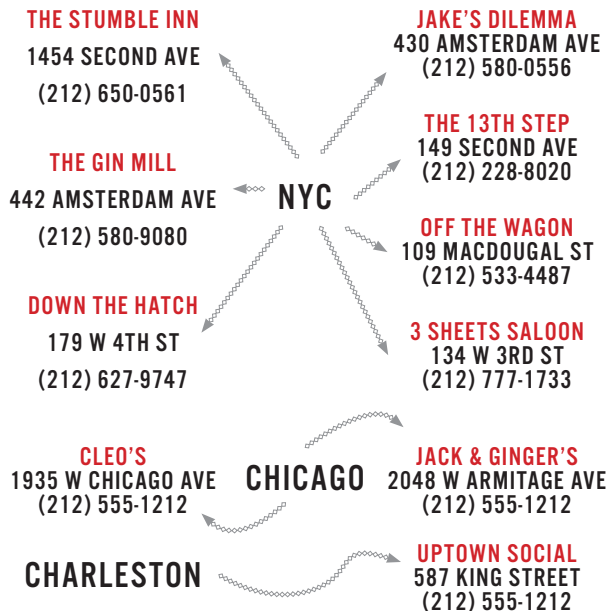 THE STUMBLE INN
1454 SECOND AVE
(212) 650-0561
JAKE'S DILEMMA
430 AMSTERDAM AVE
(212) 580-0556
THE GIN MILL
442 AMSTERDAM AVE
(212) 580-9080
NYC
THE 13TH STEP
149 SECOND AVE
(212) 228-8020
OFF THE WAGON
109 MACDOUGAL ST
(212) 533-4487
DOWN THE HATCH
179 W 4TH ST
(212) 627-9747
3 SHEETS SALOON
134 W 3RD ST
(212) 777-1733
CLEO'S
1935 W CHICAGO AVE
(212) 555-1212
CHICAGO
JACK & GINGER'S
2048 W ARMITAGE AVE
(212) 555-1212
CHARLESTON
UPTOWN SOCIAL
587 KING STREET
(212) 555-1212